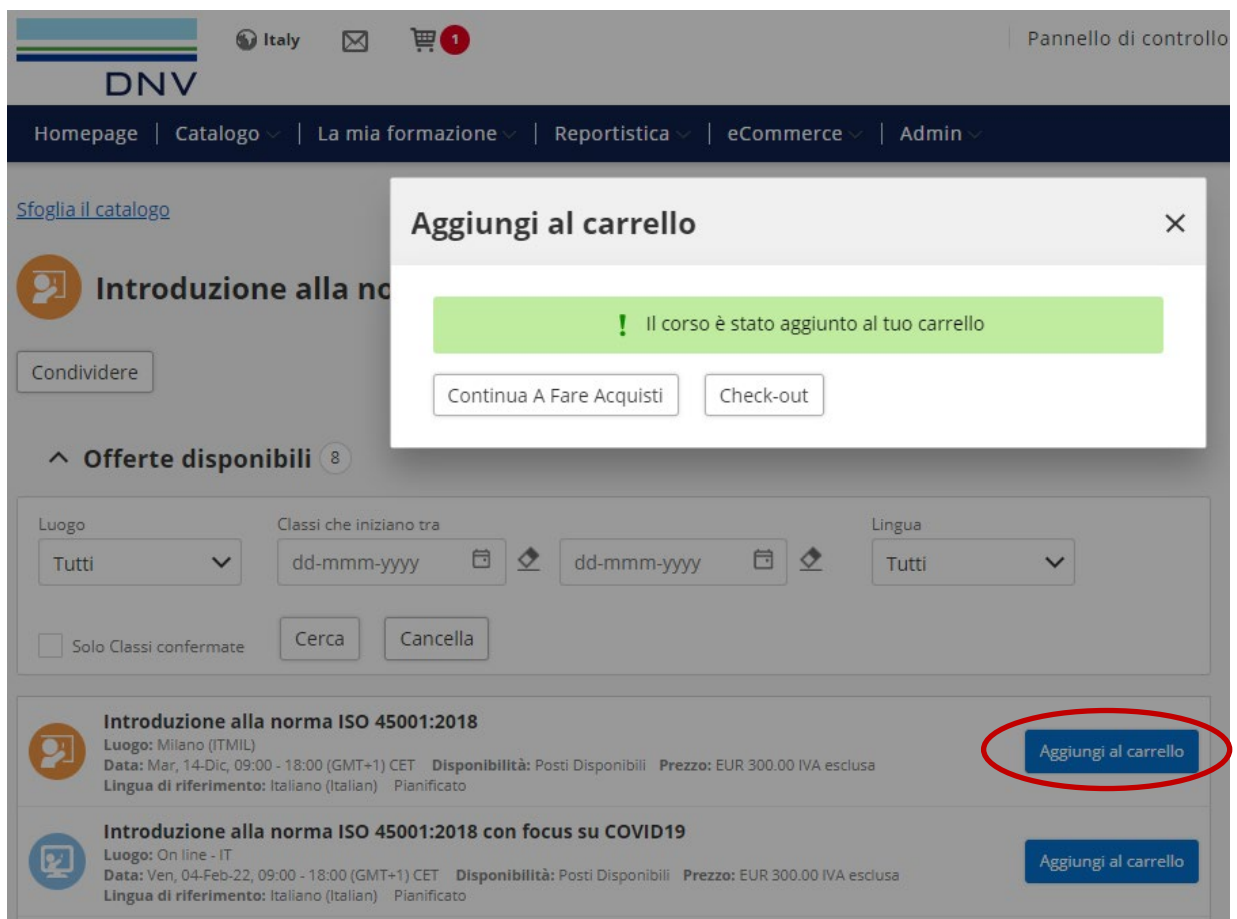 Italy
1
Pannello di controllo
DNV
Homepage | Catalogo | La mia formazione | Reportistica | eCommerce | Admin
Sfoglia il catalogo
Aggiungi al carrello
Introduzione alla
! Il corso è stato aggiunto al tuo carrello
Condividere
Continua A Fare Acquisti
Check-out
Offerte disponibili 8
Luogo
Classi che iniziano tra
Lingua
Tutti
dd-mmm-yyyy
dd-mmm-yyyy
Tutti
Solo Classi confermate
Cerca
Cancella
Introduzione alla norma ISO 45001:2018
Luogo: Milano (ITMIL)
Data: Mar, 14-Dic, 09:00 - 18:00 (GMT+1) CET Disponibilità: Posti Disponibili Prezzo: EUR 300.00 IVA esclusa
Lingua di riferimento: Italiano (Italian) Pianificato
Aggiungi al carrello
Introduzione alla norma ISO 45001:2018 con focus su COVID19
Luogo: On line - IT
Data: Ven, 04-Feb-22, 09:00 - 18:00 (GMT+1) CET Disponibilità: Posti Disponibili Prezzo: EUR 300.00 IVA esclusa
Lingua di riferimento: Italiano (Italian) Pianificato
Aggiungi al carrello